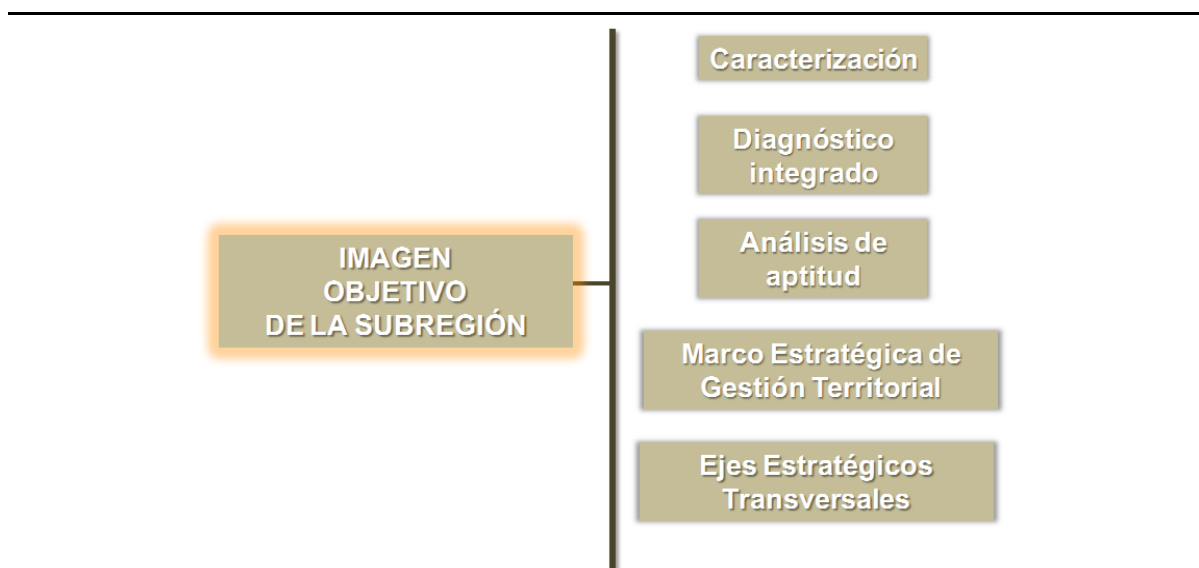 Caracterización
Diagnóstico
integrado
Análisis de
aptitud
IMAGEN
OBJETIVO
DE LA SUBREGIÓN
Marco Estratégica de
Gestión Territorial
Ejes Estratégicos
Transversales